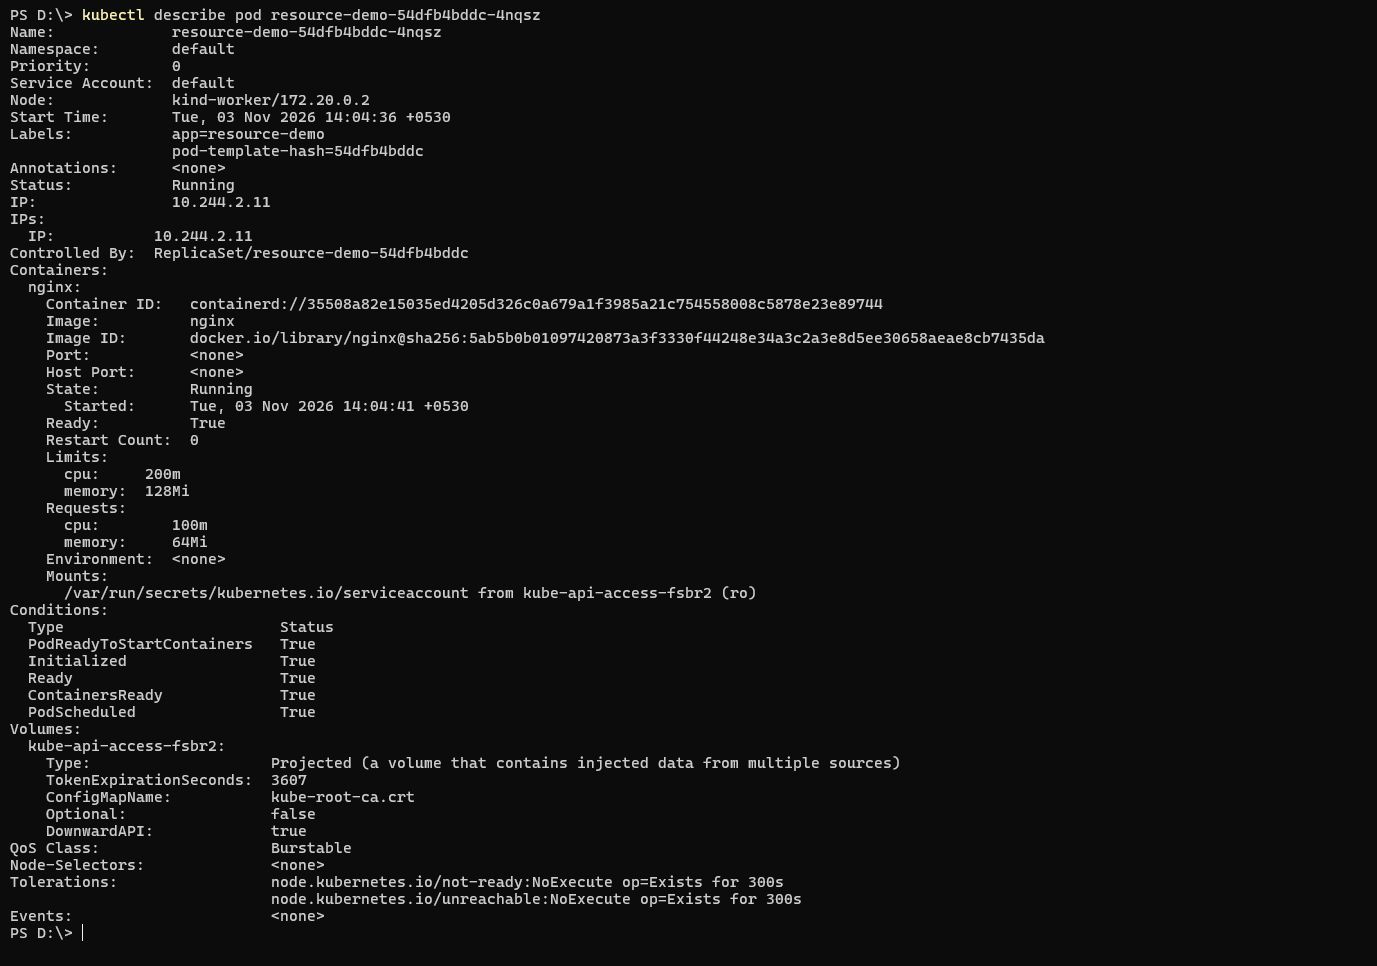 PS D:\> kubectl describe pod resource-demo-54dfb4bddc-4nqsz
Name:             resource-demo-54dfb4bddc-4nqsz
Namespace:        default
Priority:         0
Service Account:  default
Node:             kind-worker/172.20.0.2
Start Time:       Tue, 03 Nov 2026 14:04:36 +0530
Labels:           app=resource-demo
                  pod-template-hash=54dfb4bddc
Annotations:      <none>
Status:           Running
IP:               10.244.2.11
IPs:
  IP:           10.244.2.11
Controlled By:  ReplicaSet/resource-demo-54dfb4bddc
Containers:
  nginx:
    Container ID:   containerd://35508a82e15035ed4205d326c0a679a1f3985a21c754558008c5878e23e89744
    Image:          nginx
    Image ID:       docker.io/library/nginx@sha256:5ab5b0b01097420873a3f3330f44248e34a3c2a3e8d5ee30658aeae8cb7435da
    Port:           <none>
    Host Port:      <none>
    State:          Running
      Started:      Tue, 03 Nov 2026 14:04:41 +0530
    Ready:          True
    Restart Count:  0
    Limits:
      cpu:     200m
      memory:  128Mi
    Requests:
      cpu:        100m
      memory:     64Mi
    Environment:  <none>
    Mounts:
      /var/run/secrets/kubernetes.io/serviceaccount from kube-api-access-fsbr2 (ro)
Conditions:
  Type                        Status
  PodReadyToStartContainers   True
  Initialized                 True
  Ready                       True
  ContainersReady             True
  PodScheduled                True
Volumes:
  kube-api-access-fsbr2:
    Type:                    Projected (a volume that contains injected data from multiple sources)
    TokenExpirationSeconds:  3607
    ConfigMapName:           kube-root-ca.crt
    Optional:                false
    DownwardAPI:             true
QoS Class:                   Burstable
Node-Selectors:              <none>
Tolerations:                 node.kubernetes.io/not-ready:NoExecute op=Exists for 300s
                             node.kubernetes.io/unreachable:NoExecute op=Exists for 300s
Events:                      <none>
PS D:\>